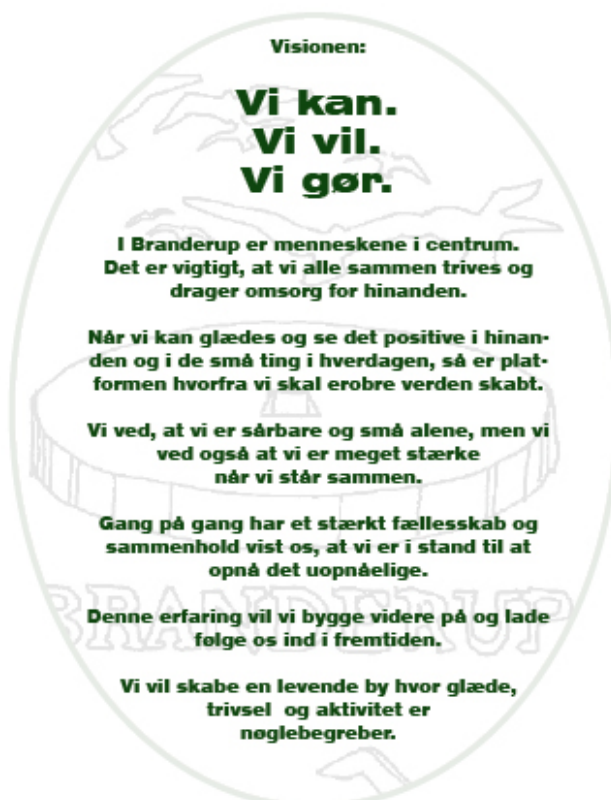 Visionen:
Vi kan.
Vi vil.
Vi gør.
I Branderup er menneskene i centrum.
Det er vigtigt, at vi alle sammen trives og
drager omsorg for hinanden.
Når vi kan glædes og se det positive i hinan-
den og i de små ting i hverdagen, så er plat-
formen hvorfra vi skal erobre verden skabt.
Vi ved, at vi er sårbare og små alene, men vi
ved også at vi er meget stærke
når vi står sammen.
Gang på gang har et stærkt fællesskab og
sammenhold vist os, at vi er i stand til at
opnå det uopnåelige.
BRANDERUP
Denne erfaring vil vi bygge videre på og lade
følge os ind i fremtiden.
Vi vil skabe en levende by hvor glæde,
trivsel  og aktivitet er
nøglebegreber.